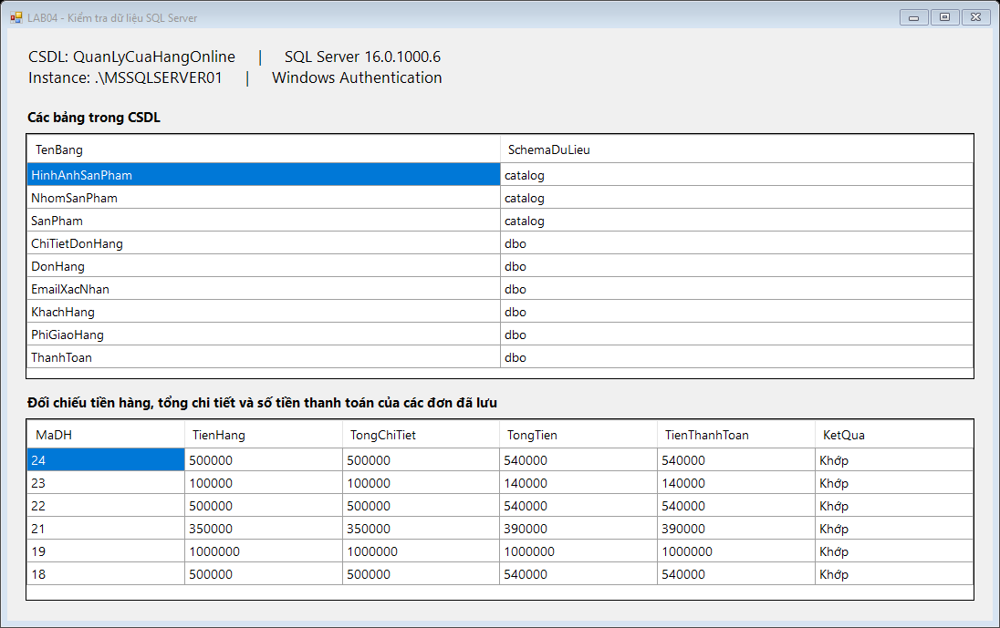 LAB04 - Kiểm tra dữ liệu SQL Server
CSDL: QuanLyCuaHangOnline | SQL Server 16.0.1000.6
Instance: .\MSSQLSERVER01 | Windows Authentication
Các bảng trong CSDL
TenBang SchemaDuLieu
HinhAnhSanPham catalog
NhomSanPham catalog
SanPham catalog
ChiTietDonHang dbo
DonHang dbo
EmailXacNhan dbo
KhachHang dbo
PhiGiaoHang dbo
ThanhToan dbo
Đối chiếu tiền hàng, tổng chi tiết và số tiền thanh toán của các đơn đã lưu
MaDH TienHang TongChiTiet TongTien TienThanhToan KetQua
24 500000 500000 540000 540000 Khớp
23 100000 100000 140000 140000 Khớp
22 500000 500000 540000 540000 Khớp
21 350000 350000 390000 390000 Khớp
19 1000000 1000000 1000000 1000000 Khớp
18 500000 500000 540000 540000 Khớp